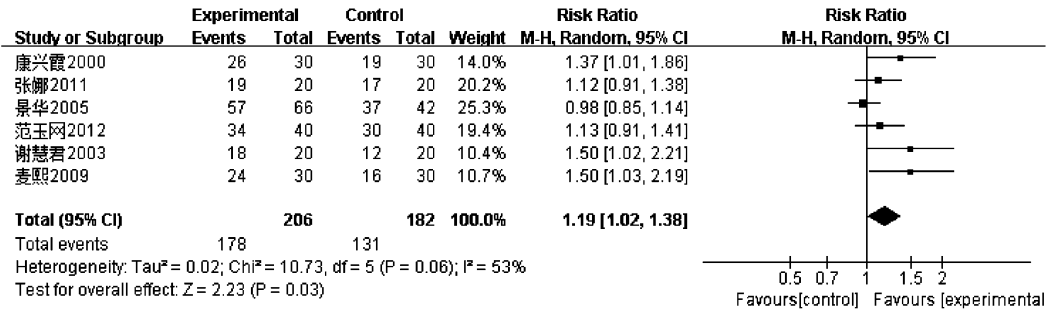 Experimental Control Risk Ratio Risk Ratio
Study or Subgroup Events Total Events Total Weight M-H, Random, 95% CI M-H, Random, 95% CI
康兴霞2000 26 30 19 30 14.0% 1.37 [1.01, 1.86]
张娜2011 19 20 17 20 20.2% 1.12 [0.91, 1.38]
景华2005 57 66 37 42 25.3% 0.98 [0.85, 1.14]
范玉网2012 34 40 30 40 19.4% 1.13 [0.91, 1.41]
谢慧君2003 18 20 12 20 10.4% 1.50 [1.02, 2.21]
麦熙2009 24 30 16 30 10.7% 1.50 [1.03, 2.19]
Total (95% CI) 206 182 100.0% 1.19 [1.02, 1.38]
Total events 178 131
Heterogeneity: Tau² = 0.02; Chi² = 10.73, df = 5 (P = 0.06); I² = 53%
Test for overall effect: Z = 2.23 (P = 0.03)
0.5 0.7 1 1.5 2
Favours[control] Favours [experimental